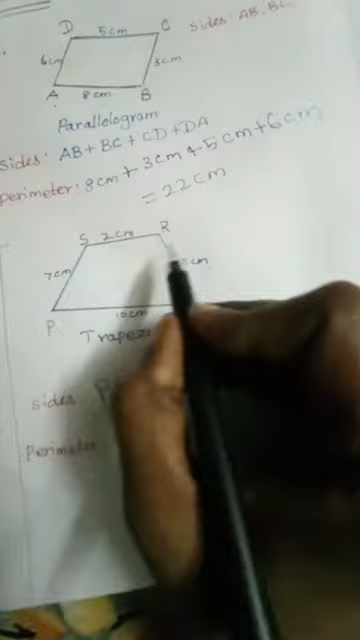 sides: AB, BC
D 5cm C
6cm 3cm
A 8cm B
Parallelogram
sides: AB + BC + CD + DA
perimeter: 8cm + 3cm + 5cm + 6cm
= 22cm
S 2cm R
7cm cm
P 10cm
sides:
Perimeter